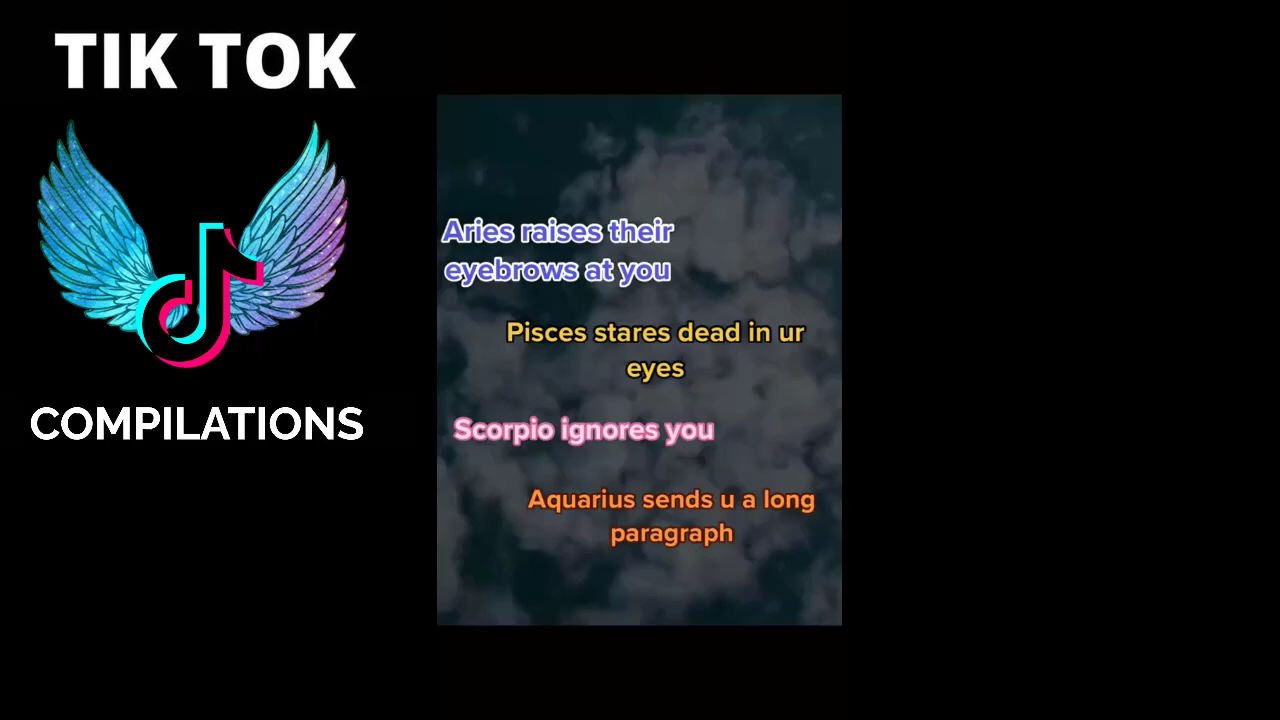 TIK TOK
COMPILATIONS
Aries raises their
eyebrows at you
Pisces stares dead in ur
eyes
Scorpio ignores you
Aquarius sends u a long
paragraph